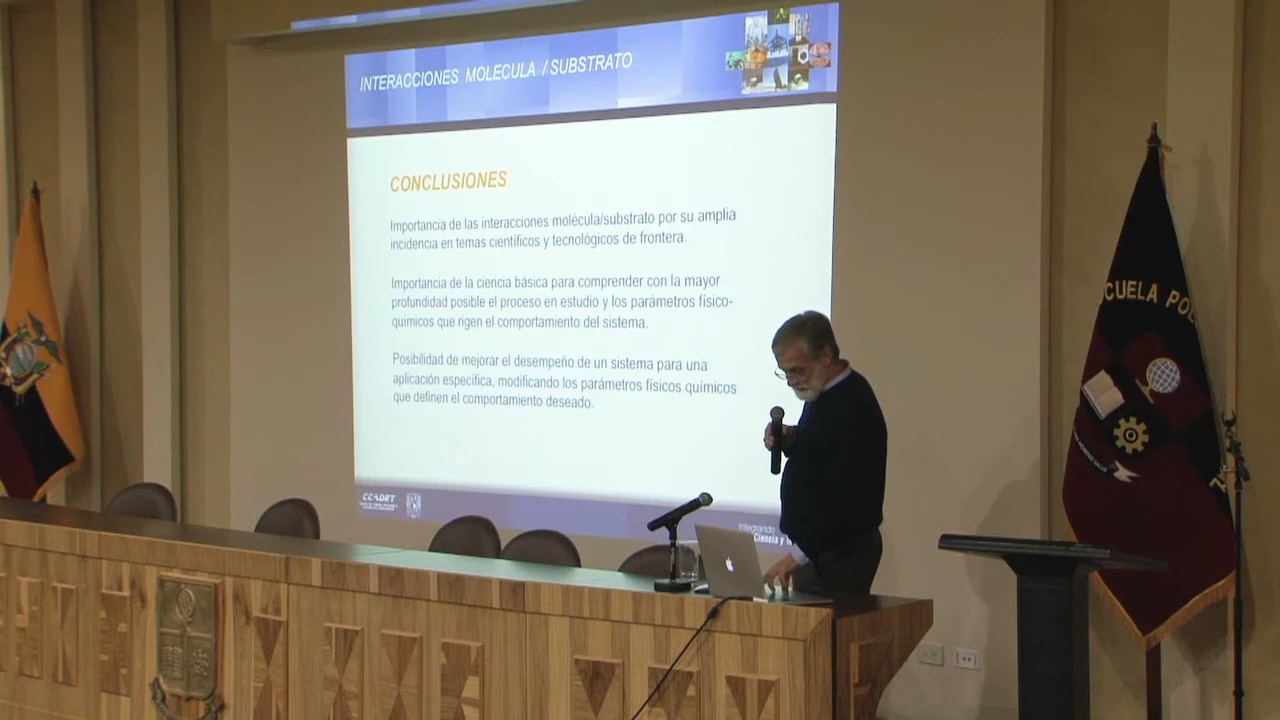 INTERACCIONES MOLECULA / SUBSTRATO
CONCLUSIONES
Importancia de las interacciones molécula/substrato por su amplia
incidencia en temas científicos y tecnológicos de frontera.
Importancia de la ciencia básica para comprender con la mayor
profundidad posible el proceso en estudio y los parámetros físico-
químicos que rigen el comportamiento del sistema.
Posibilidad de mejorar el desempeño de un sistema para una
aplicación específica, modificando los parámetros físicos químicos
que definen el comportamiento deseado.
CCADET
Integrando
Ciencia y
CUELA POL